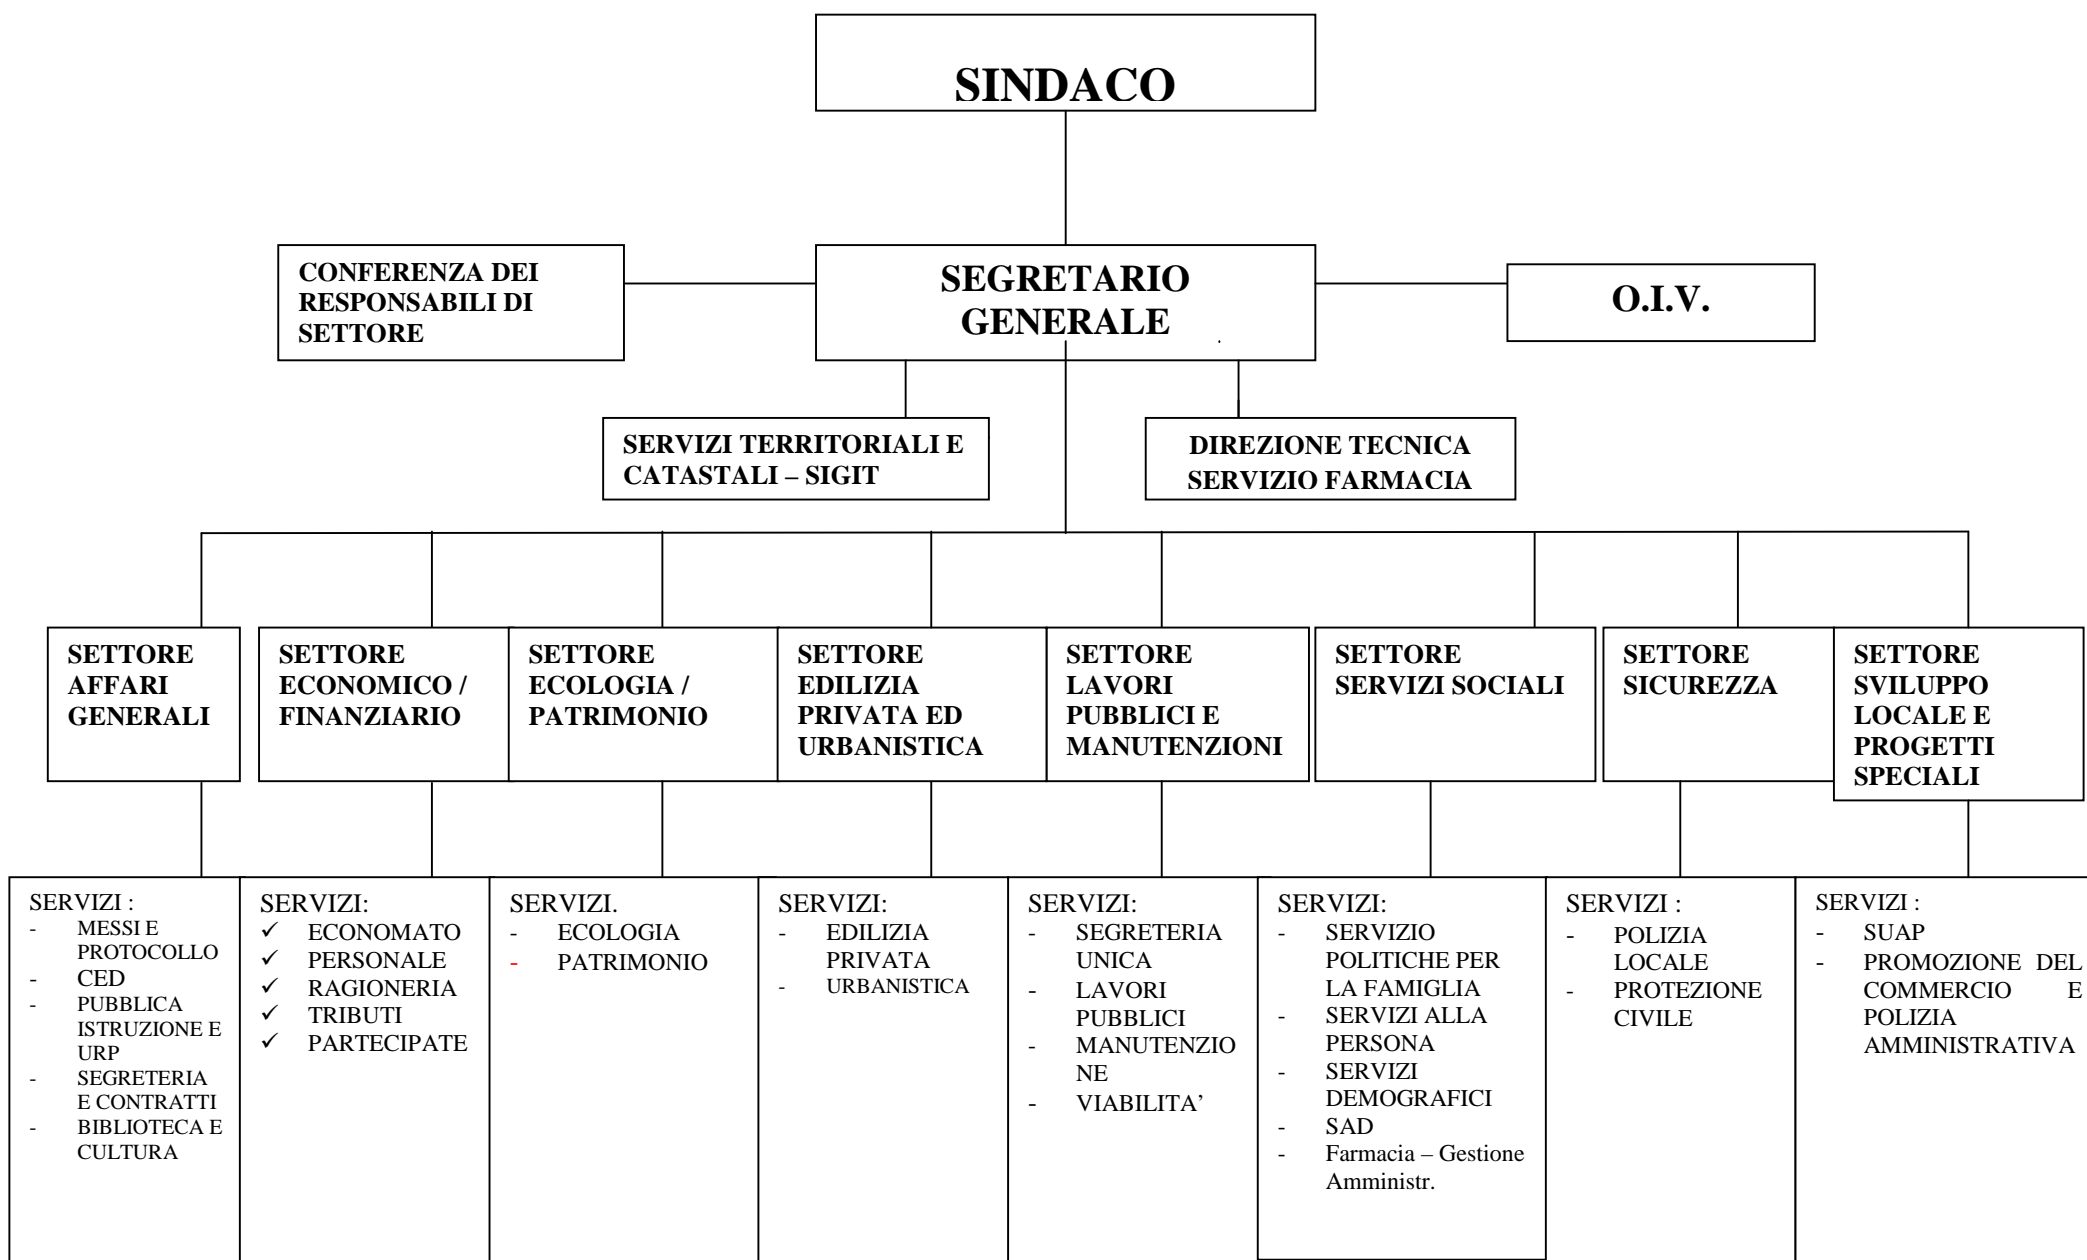 SINDACO
CONFERENZA DEI
RESPONSABILI DI
SETTORE
SEGRETARIO
GENERALE
.
O.I.V.
SERVIZI TERRITORIALI E
CATASTALI – SIGIT
DIREZIONE TECNICA
SERVIZIO FARMACIA
SETTORE
AFFARI
GENERALI
SETTORE
ECONOMICO /
FINANZIARIO
SETTORE
ECOLOGIA /
PATRIMONIO
SETTORE
EDILIZIA
PRIVATA ED
URBANISTICA
SETTORE
LAVORI
PUBBLICI E
MANUTENZIONI
SETTORE
SERVIZI SOCIALI
SETTORE
SICUREZZA
SETTORE
SVILUPPO
LOCALE E
PROGETTI
SPECIALI
SERVIZI :
- MESSI E
PROTOCOLLO
- CED
- PUBBLICA
ISTRUZIONE E
URP
- SEGRETERIA
E CONTRATTI
- BIBLIOTECA E
CULTURA
SERVIZI:
✓ ECONOMATO
✓ PERSONALE
✓ RAGIONERIA
✓ TRIBUTI
✓ PARTECIPATE
SERVIZI.
- ECOLOGIA
- PATRIMONIO
SERVIZI:
- EDILIZIA
PRIVATA
- URBANISTICA
SERVIZI:
- SEGRETERIA
UNICA
- LAVORI
PUBBLICI
- MANUTENZIO
NE
- VIABILITA’
SERVIZI:
- SERVIZIO
POLITICHE PER
LA FAMIGLIA
- SERVIZI ALLA
PERSONA
- SERVIZI
DEMOGRAFICI
- SAD
- Farmacia – Gestione
Amministr.
SERVIZI :
- POLIZIA
LOCALE
- PROTEZIONE
CIVILE
SERVIZI :
- SUAP
- PROMOZIONE DEL
COMMERCIO E
POLIZIA
AMMINISTRATIVA